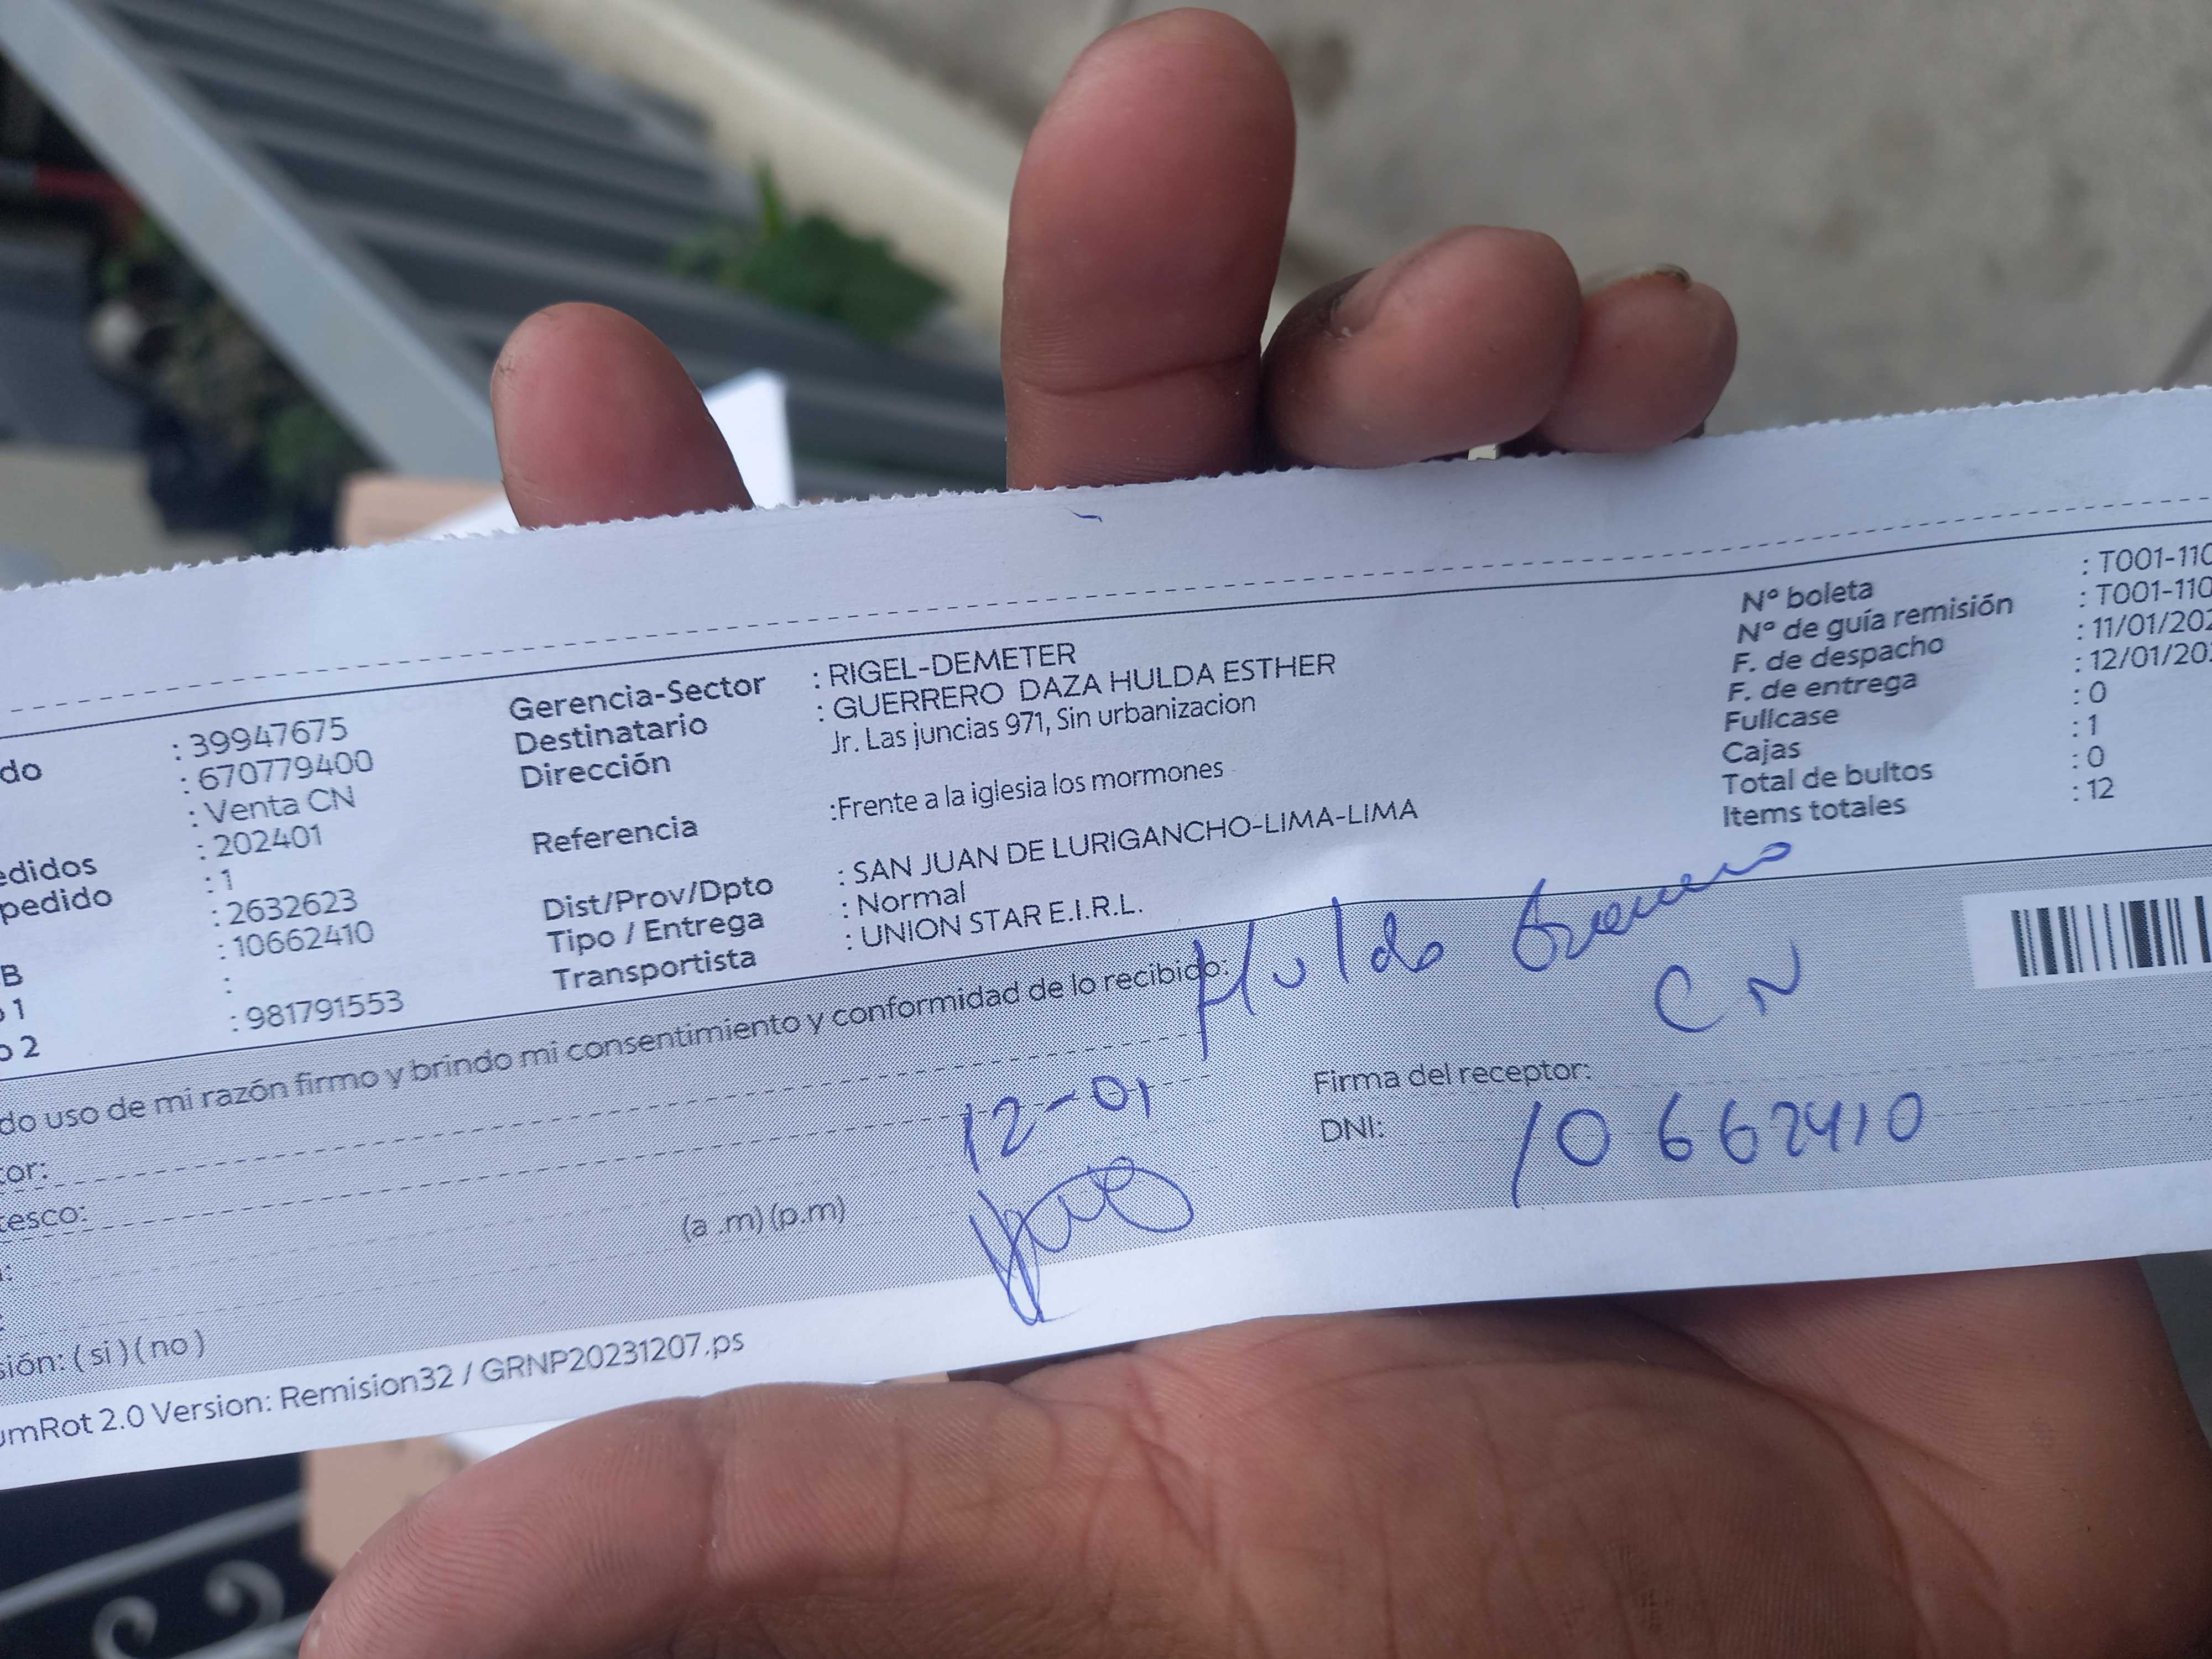 : 39947675
do : 670779400
: Venta CN
: 202401
edidos : 1
pedido : 2632623
: 10662410
B :
1 : 981791553
o 2
Gerencia-Sector : RIGEL-DEMETER
Destinatario : GUERRERO DAZA HULDA ESTHER
Dirección Jr. Las juncias 971, Sin urbanizacion
Referencia :Frente a la iglesia los mormones
Dist/Prov/Dpto : SAN JUAN DE LURIGANCHO-LIMA-LIMA
Tipo / Entrega : Normal
Transportista : UNION STAR E.I.R.L.
Nº boleta : T001-110
Nº de guía remisión : T001-110
F. de despacho : 11/01/202
F. de entrega : 12/01/20
Fullcase : 0
Cajas : 1
Total de bultos : 0
Items totales : 12
do uso de mi razón firmo y brindo mi consentimiento y conformidad de lo recibido:
Hulda Guerrero
CN
tor:
12-01
Firma del receptor:
tesco:
DNI: 10662410
(a .m) (p.m)
sión: ( si ) ( no )
umRot 2.0 Version: Remision32 / GRNP20231207.ps